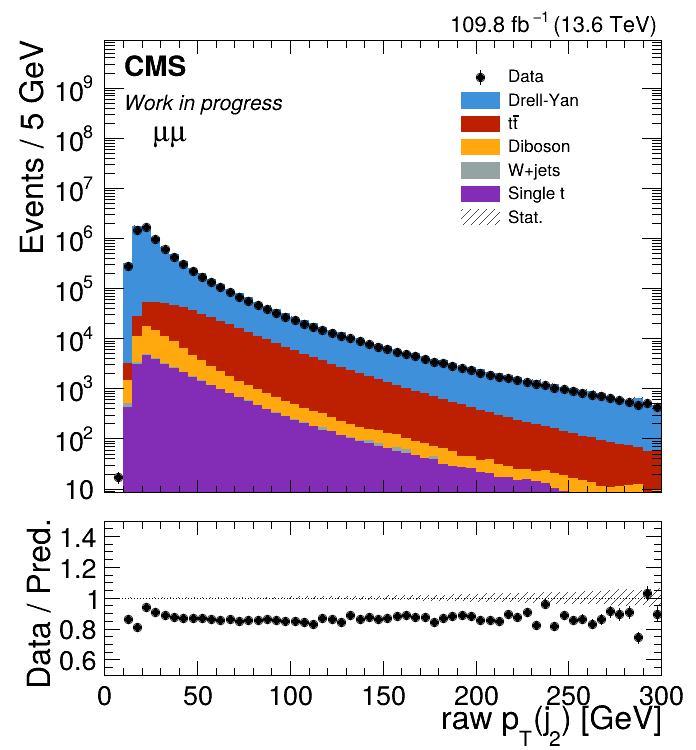 109.8 fb⁻¹ (13.6 TeV)
CMS
Work in progress
μμ
Data
Drell-Yan
tt̄
Diboson
W+jets
Single t
Stat.
Events / 5 GeV
10⁹
10⁸
10⁷
10⁶
10⁵
10⁴
10³
10²
10
Data / Pred.
1.4
1.2
1
0.8
0.6
0 50 100 150 200 250 300
raw p_T(j₂) [GeV]